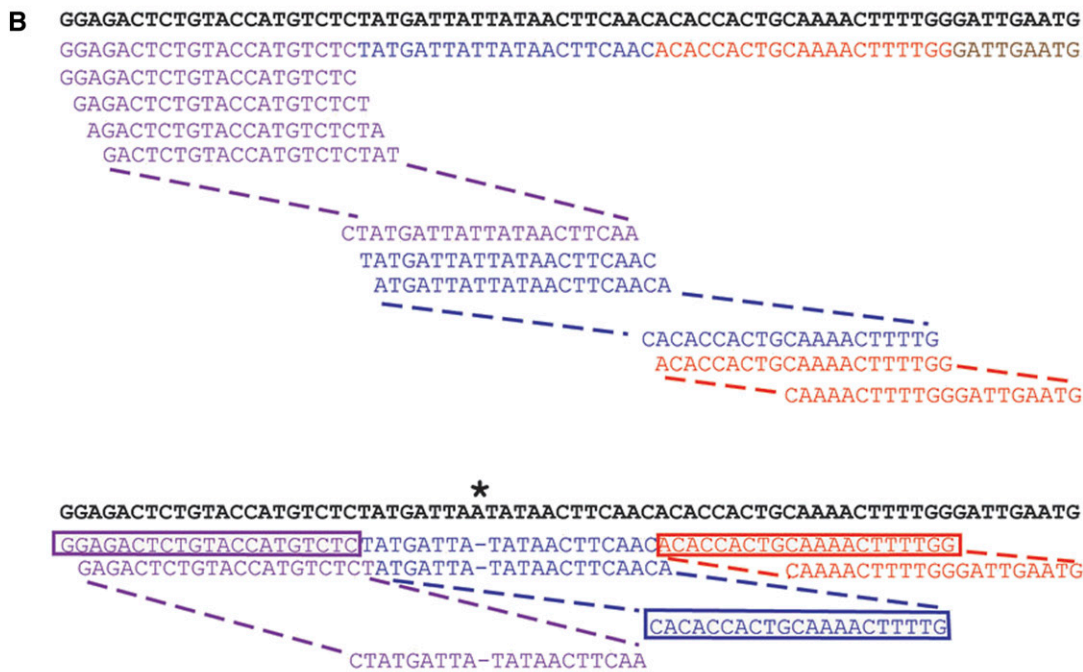 B
GGAGACTCTGTACCATGTCTCTATGATTATTATAACTTCAACACACCACTGCAAAACTTTTGGGATTGAATG
GGAGACTCTGTACCATGTCTCTATGATTATTATAACTTCAACACACCACTGCAAAACTTTTGGGATTGAATG
GGAGACTCTGTACCATGTCTC
GAGACTCTGTACCATGTCTCT
AGACTCTGTACCATGTCTCTA
GACTCTGTACCATGTCTCTAT
CTATGATTATTATAACTTCAA
TATGATTATTATAACTTCAAC
ATGATTATTATAACTTCAACA
CACACCACTGCAAAACTTTTG
ACACCACTGCAAAACTTTTGG
CAAAACTTTTGGGATTGAATG
*
GGAGACTCTGTACCATGTCTCTATGATTAATATAACTTCAACACACCACTGCAAAACTTTTGGGATTGAATG
GGAGACTCTGTACCATGTCTCTATGATTA-TATAACTTCAACACACCACTGCAAAACTTTTGG
GAGACTCTGTACCATGTCTCTATGATTA-TATAACTTCAACA CAAAACTTTTGGGATTGAATG
CACACCACTGCAAAACTTTTG
CTATGATTA-TATAACTTCAA